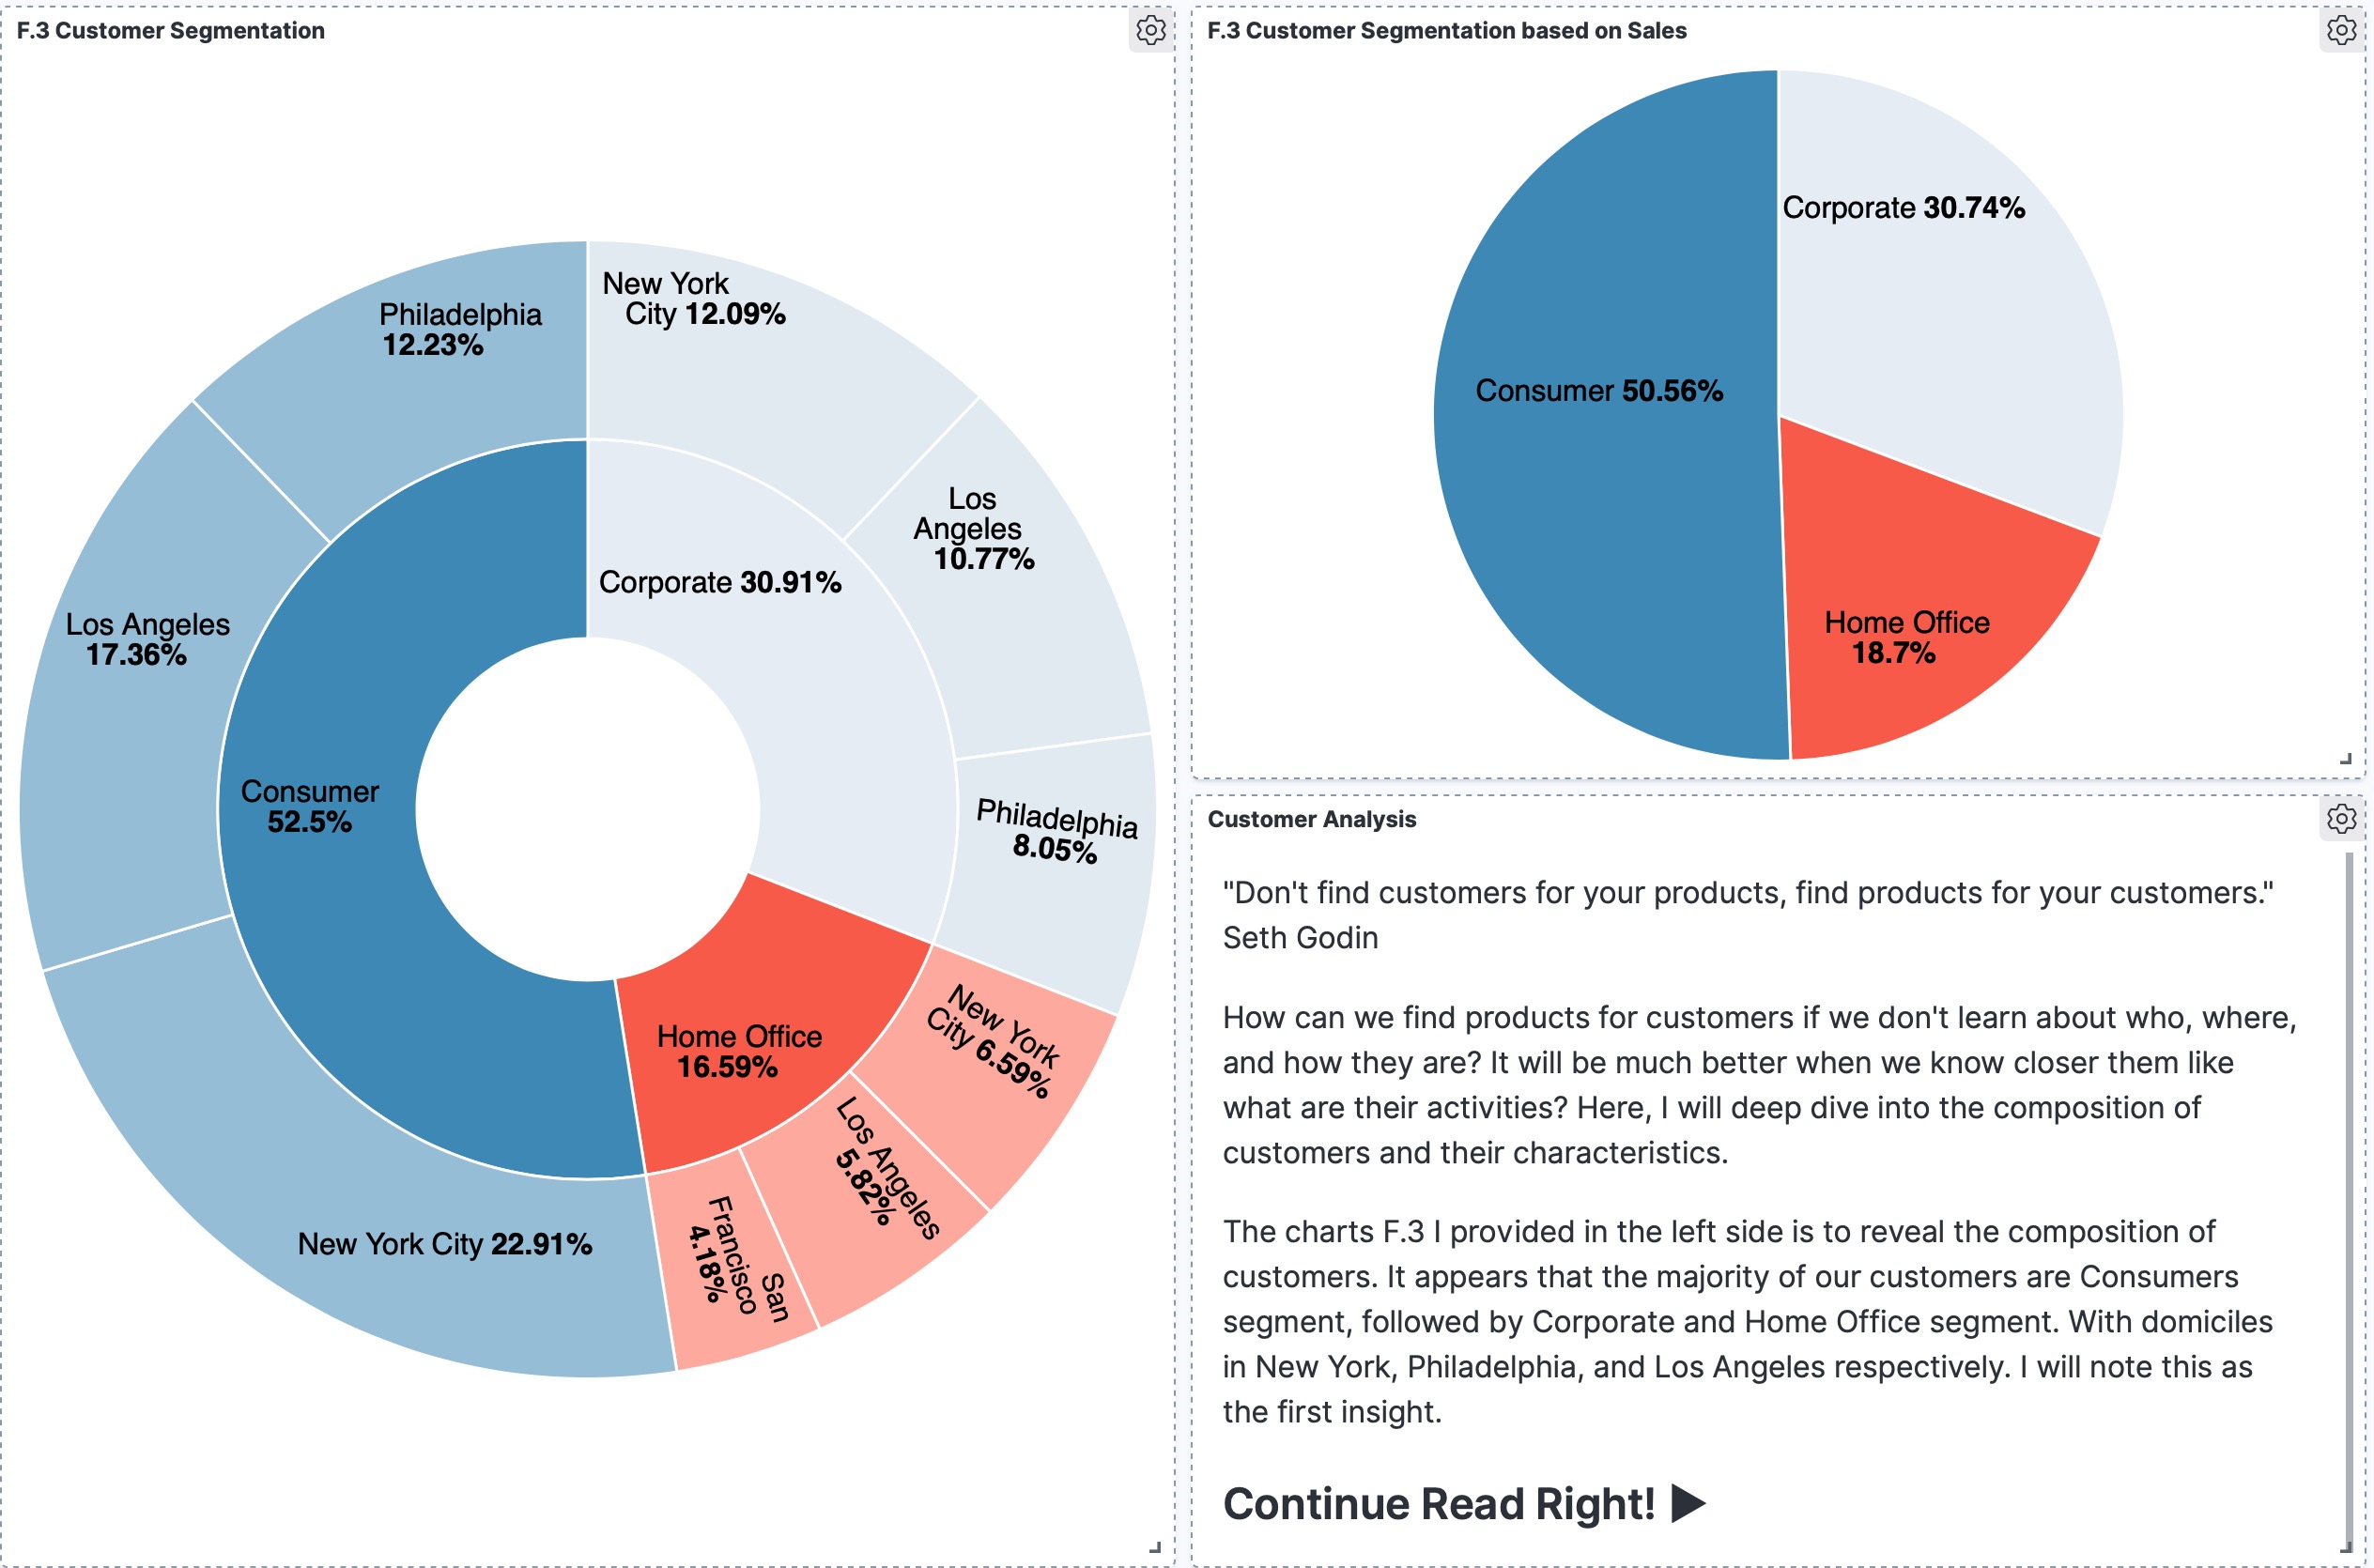 F.3 Customer Segmentation
Philadelphia
12.23%
New York
City 12.09%
Los
Angeles
10.77%
Corporate 30.91%
Los Angeles
17.36%
Consumer
52.5%
Philadelphia
8.05%
New York
City 6.59%
Home Office
16.59%
Los Angeles
5.82%
San
Francisco
4.18%
New York City 22.91%
F.3 Customer Segmentation based on Sales
Corporate 30.74%
Consumer 50.56%
Home Office
18.7%
Customer Analysis
"Don't find customers for your products, find products for your customers."
Seth Godin
How can we find products for customers if we don't learn about who, where,
and how they are? It will be much better when we know closer them like
what are their activities? Here, I will deep dive into the composition of
customers and their characteristics.
The charts F.3 I provided in the left side is to reveal the composition of
customers. It appears that the majority of our customers are Consumers
segment, followed by Corporate and Home Office segment. With domiciles
in New York, Philadelphia, and Los Angeles respectively. I will note this as
the first insight.
Continue Read Right! ▶